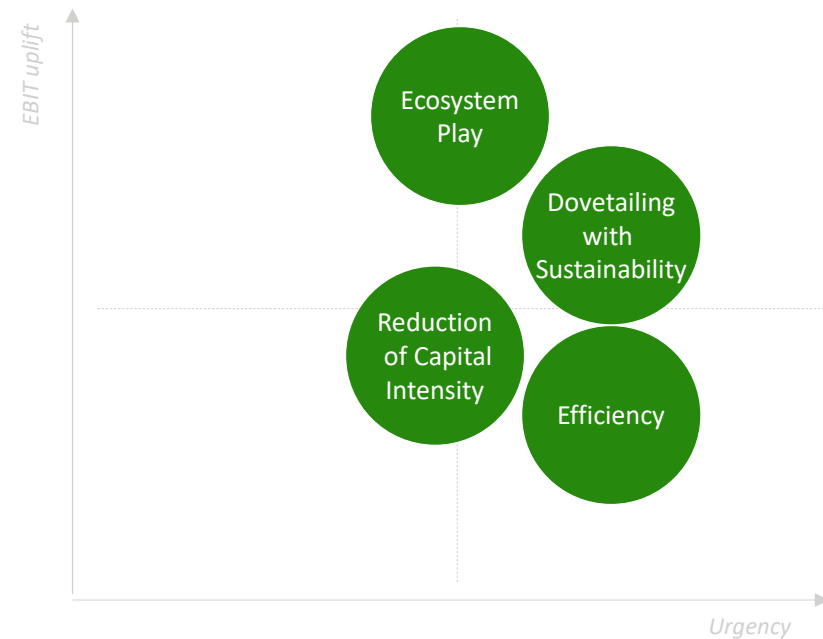 EBIT uplift
Ecosystem
Play
Dovetailing
with
Sustainability
Reduction
of Capital
Intensity
Efficiency
Urgency